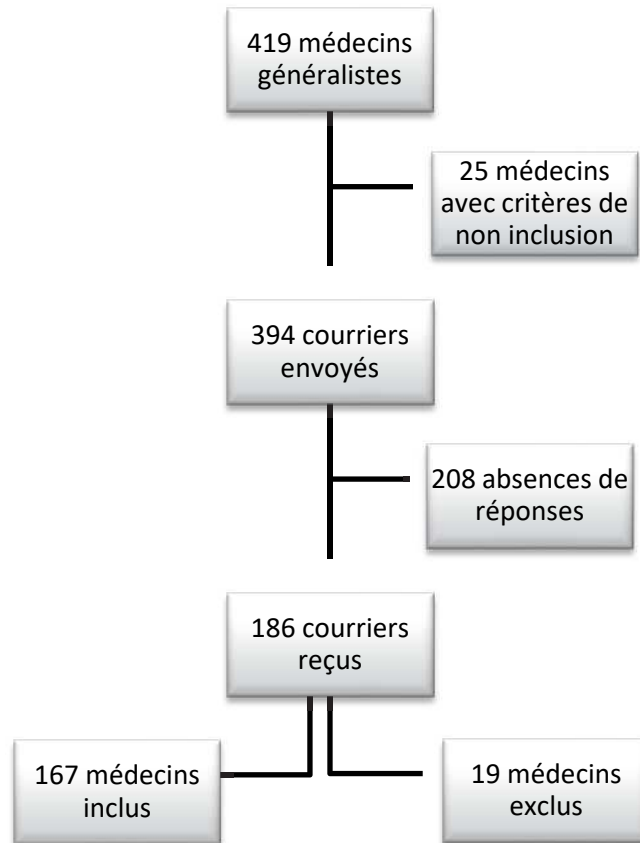 419 médecins
généralistes
25 médecins
avec critères de
non inclusion
394 courriers
envoyés
208 absences de
réponses
186 courriers
reçus
167 médecins
inclus
19 médecins
exclus